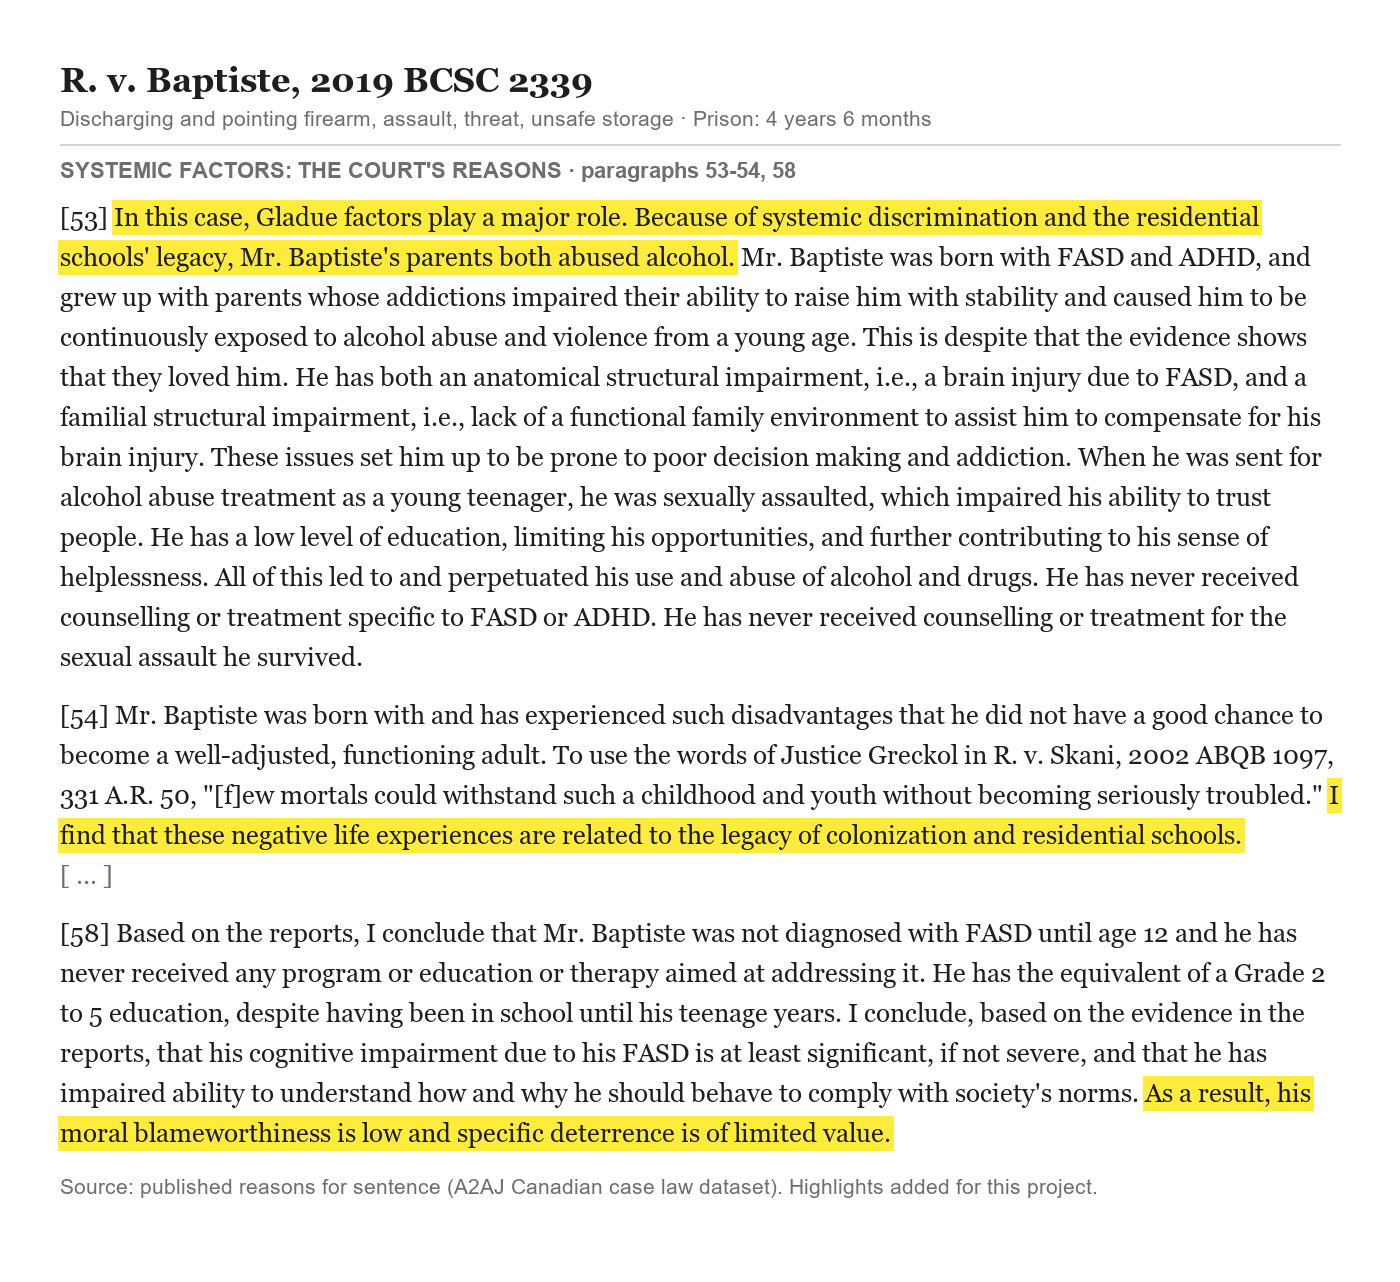 R. v. Baptiste, 2019 BCSC 2339
Discharging and pointing firearm, assault, threat, unsafe storage · Prison: 4 years 6 months
SYSTEMIC FACTORS: THE COURT'S REASONS · paragraphs 53-54, 58
[53] In this case, Gladue factors play a major role. Because of systemic discrimination and the residential
schools' legacy, Mr. Baptiste's parents both abused alcohol. Mr. Baptiste was born with FASD and ADHD, and
grew up with parents whose addictions impaired their ability to raise him with stability and caused him to be
continuously exposed to alcohol abuse and violence from a young age. This is despite that the evidence shows
that they loved him. He has both an anatomical structural impairment, i.e., a brain injury due to FASD, and a
familial structural impairment, i.e., lack of a functional family environment to assist him to compensate for his
brain injury. These issues set him up to be prone to poor decision making and addiction. When he was sent for
alcohol abuse treatment as a young teenager, he was sexually assaulted, which impaired his ability to trust
people. He has a low level of education, limiting his opportunities, and further contributing to his sense of
helplessness. All of this led to and perpetuated his use and abuse of alcohol and drugs. He has never received
counselling or treatment specific to FASD or ADHD. He has never received counselling or treatment for the
sexual assault he survived.
[54] Mr. Baptiste was born with and has experienced such disadvantages that he did not have a good chance to
become a well-adjusted, functioning adult. To use the words of Justice Greckol in R. v. Skani, 2002 ABQB 1097,
331 A.R. 50, "[f]ew mortals could withstand such a childhood and youth without becoming seriously troubled." I
find that these negative life experiences are related to the legacy of colonization and residential schools.
[ ... ]
[58] Based on the reports, I conclude that Mr. Baptiste was not diagnosed with FASD until age 12 and he has
never received any program or education or therapy aimed at addressing it. He has the equivalent of a Grade 2
to 5 education, despite having been in school until his teenage years. I conclude, based on the evidence in the
reports, that his cognitive impairment due to his FASD is at least significant, if not severe, and that he has
impaired ability to understand how and why he should behave to comply with society's norms. As a result, his
moral blameworthiness is low and specific deterrence is of limited value.
Source: published reasons for sentence (A2AJ Canadian case law dataset). Highlights added for this project.